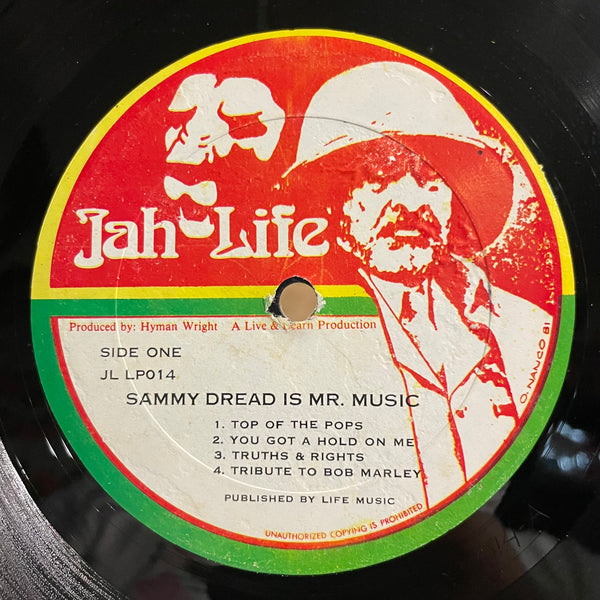 Jah Life
Produced by: Hyman Wright A Live & Learn Production
SIDE ONE
JL LP014
SAMMY DREAD IS MR. MUSIC
1. TOP OF THE POPS
2. YOU GOT A HOLD ON ME
3. TRUTHS & RIGHTS
4. TRIBUTE TO BOB MARLEY
PUBLISHED BY LIFE MUSIC
UNAUTHORIZED COPYING IS PROHIBITED
O. NANCO 81